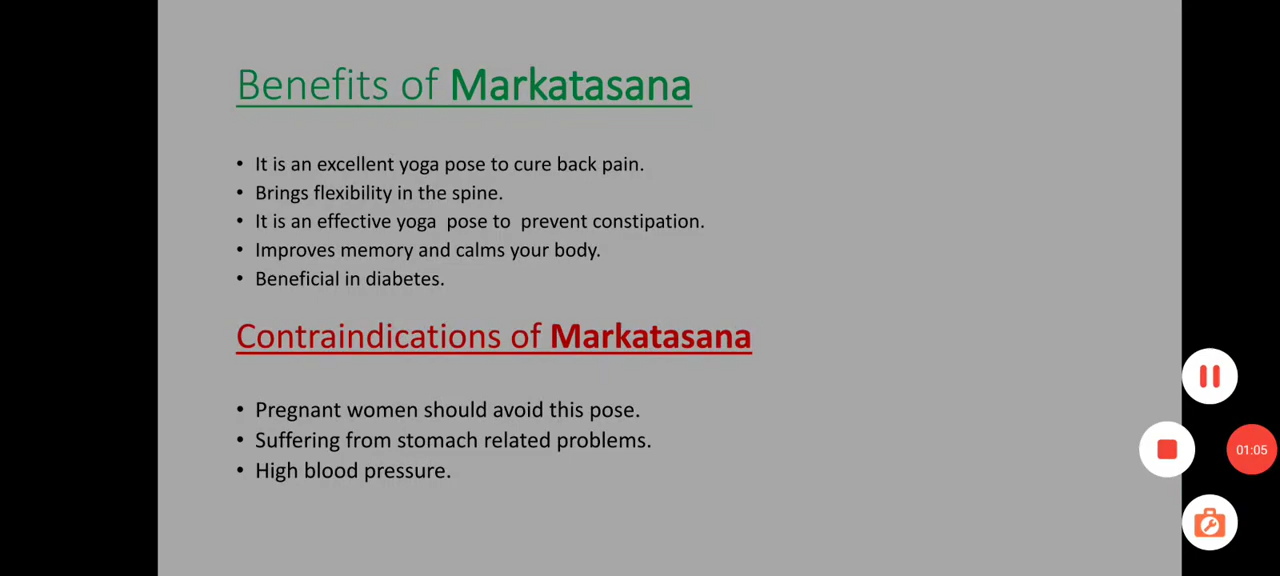 Benefits of Markatasana
• It is an excellent yoga pose to cure back pain.
• Brings flexibility in the spine.
• It is an effective yoga  pose to  prevent constipation.
• Improves memory and calms your body.
• Beneficial in diabetes.
Contraindications of Markatasana
• Pregnant women should avoid this pose.
• Suffering from stomach related problems.
• High blood pressure.
01:05